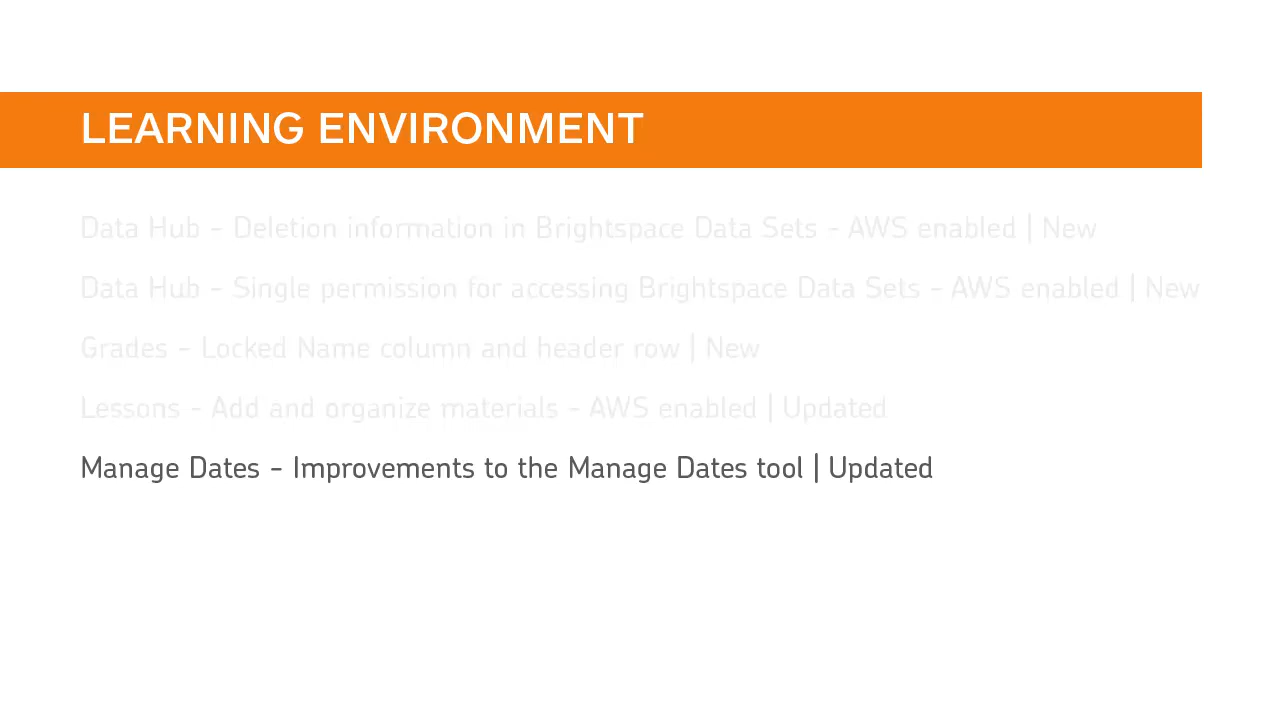 LEARNING ENVIRONMENT
Data Hub - Deletion information in Brightspace Data Sets - AWS enabled | New
Data Hub - Single permission for accessing Brightspace Data Sets - AWS enabled | New
Grades - Locked Name column and header row | New
Lessons - Add and organize materials - AWS enabled | Updated
Manage Dates - Improvements to the Manage Dates tool | Updated